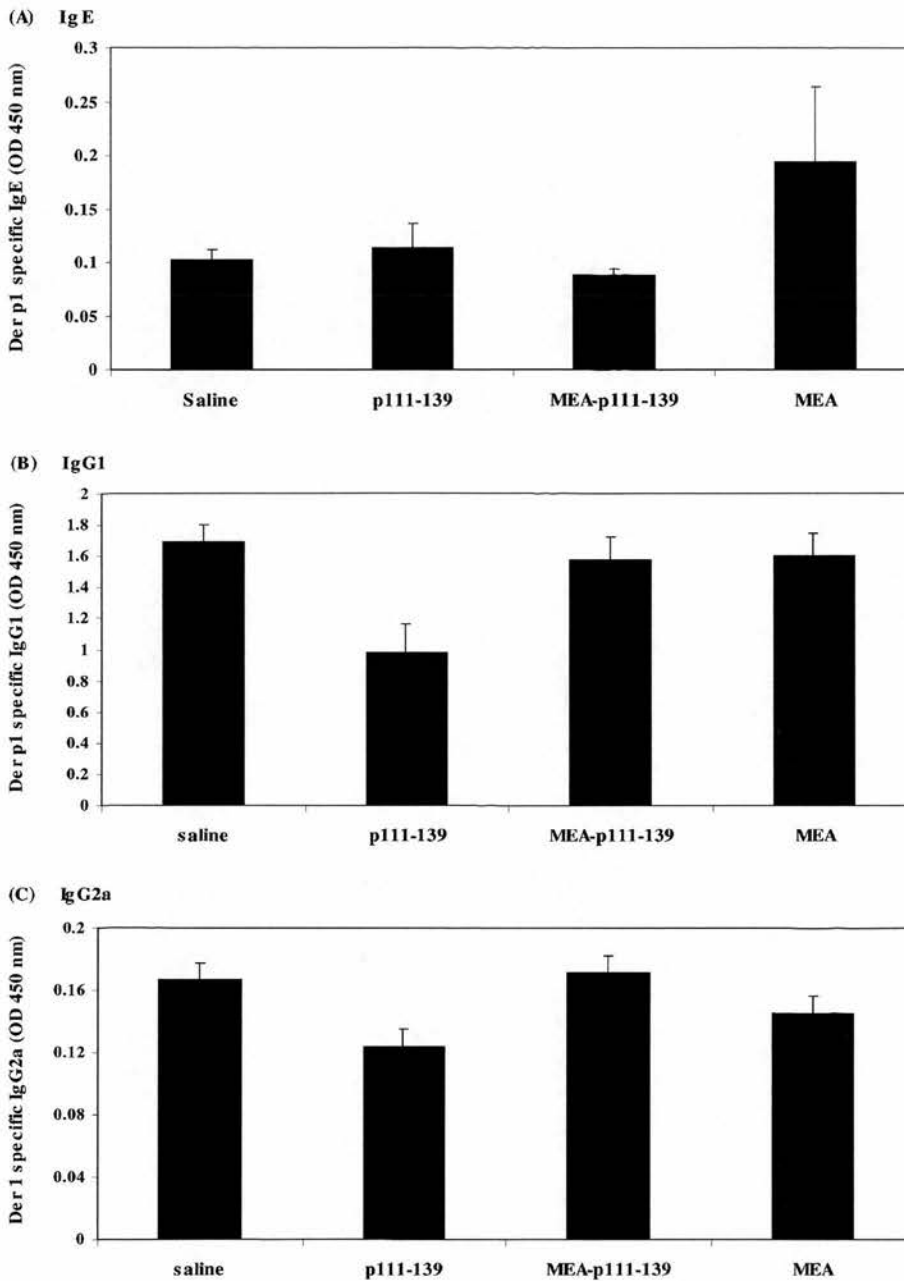 (A) IgE
Der p1 specific IgE (OD 450 nm)
0.3
0.25
0.2
0.15
0.1
0.05
0
Saline p111-139 MEA-p111-139 MEA
(B) IgG1
Der p1 specific IgG1 (OD 450 nm)
2
1.8
1.6
1.4
1.2
1
0.8
0.6
0.4
0.2
0
saline p111-139 MEA-p111-139 MEA
(C) IgG2a
Der 1 specific IgG2a (OD 450 nm)
0.2
0.16
0.12
0.08
0.04
0
saline p111-139 MEA-p111-139 MEA